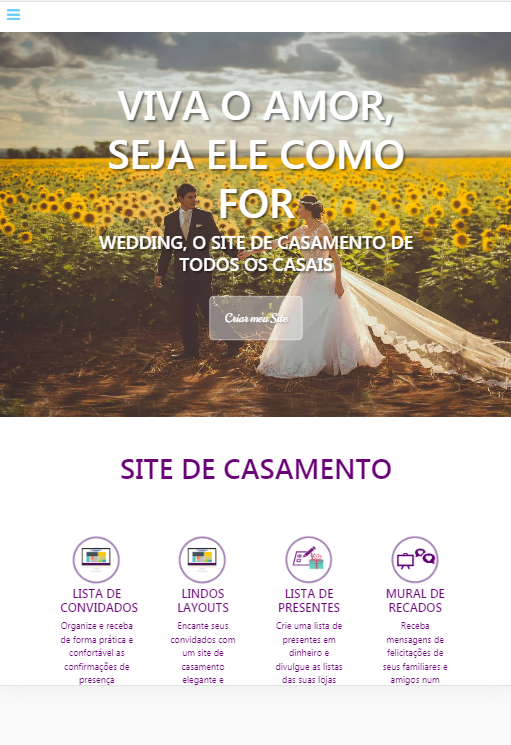 VIVA O AMOR,
SEJA ELE COMO
FOR
WEDDING, O SITE DE CASAMENTO DE
TODOS OS CASAIS
Criar meu Site
SITE DE CASAMENTO
LISTA DE
CONVIDADOS
Organize e receba
de forma prática e
confortável as
confirmações de
presença
LINDOS
LAYOUTS
Encante seus
convidados com
um site de
casamento
elegante e
LISTA DE
PRESENTES
Crie uma lista de
presentes em
dinheiro e
divulgue as listas
das suas lojas
MURAL DE
RECADOS
Receba
mensagens de
felicitações de
seus familiares e
amigos num